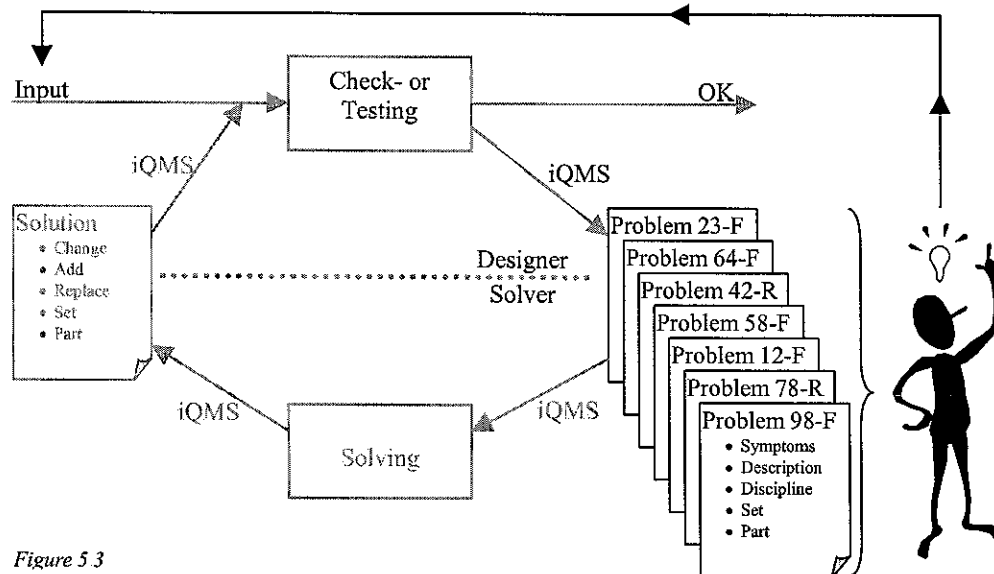 Input
Check- or
Testing
OK
iQMS
iQMS
Solution
• Change
• Add
• Replace
• Set
• Part
Designer
Solver
Problem 23-F
Problem 64-F
Problem 42-R
Problem 58-F
Problem 12-F
Problem 78-R
Problem 98-F
• Symptoms
• Description
• Discipline
• Set
• Part
iQMS
iQMS
Solving
Figure 5.3